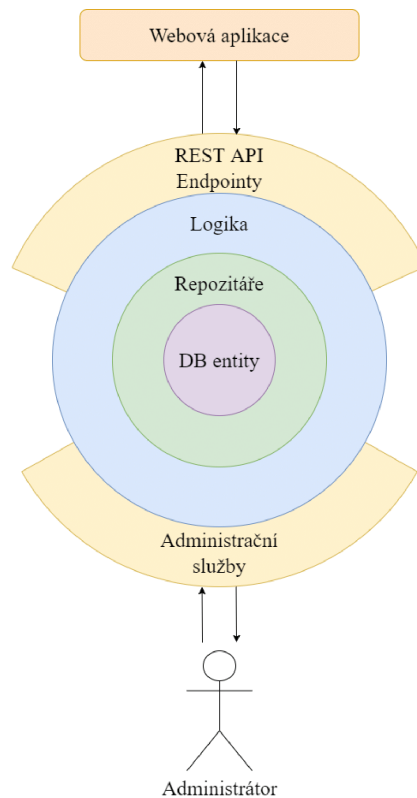 Webová aplikace
REST API
Endpointy
Logika
Repozitáře
DB entity
Administrační
služby
Administrátor